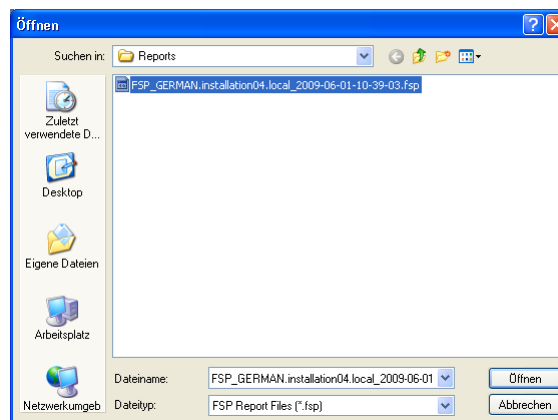 Öffnen
Suchen in: Reports
FSP_GERMAN.installation04.local_2009-06-01-10-39-03.fsp
Zuletzt
verwendete D...
Desktop
Eigene Dateien
Arbeitsplatz
Netzwerkumgeb
Dateiname: FSP_GERMAN.installation04.local_2009-06-01 Öffnen
Dateityp: FSP Report Files (*.fsp) Abbrechen